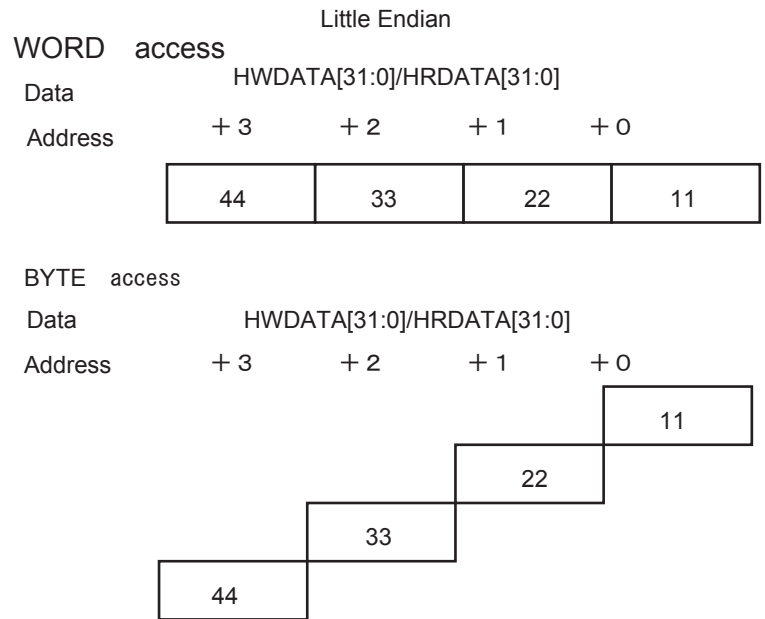 Little Endian
WORD access
Data HWDATA[31:0]/HRDATA[31:0]
Address +3 +2 +1 +0
44 33 22 11
BYTE access
Data HWDATA[31:0]/HRDATA[31:0]
Address +3 +2 +1 +0
11
22
33
44